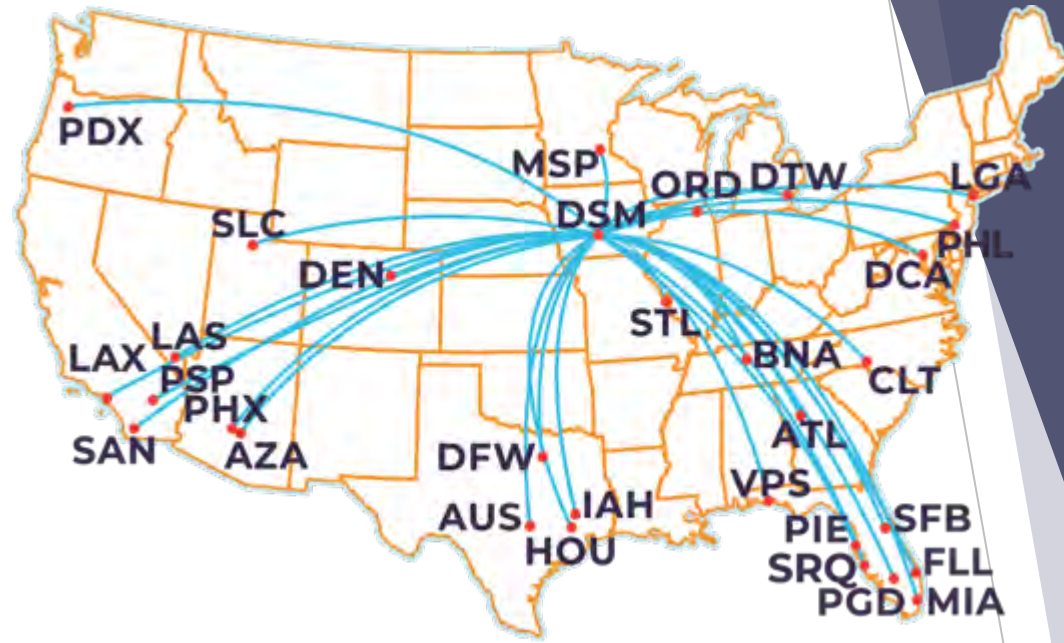 PDX
MSP
ORD
DTW
LGA
SLC
DSM
PHL
DEN
DCA
STL
LAS
LAX
BNA
PSP
CLT
PHX
SAN
AZA
ATL
DFW
VPS
IAH
AUS
SFB
PIE
HOU
FLL
SRQ
PGD
MIA